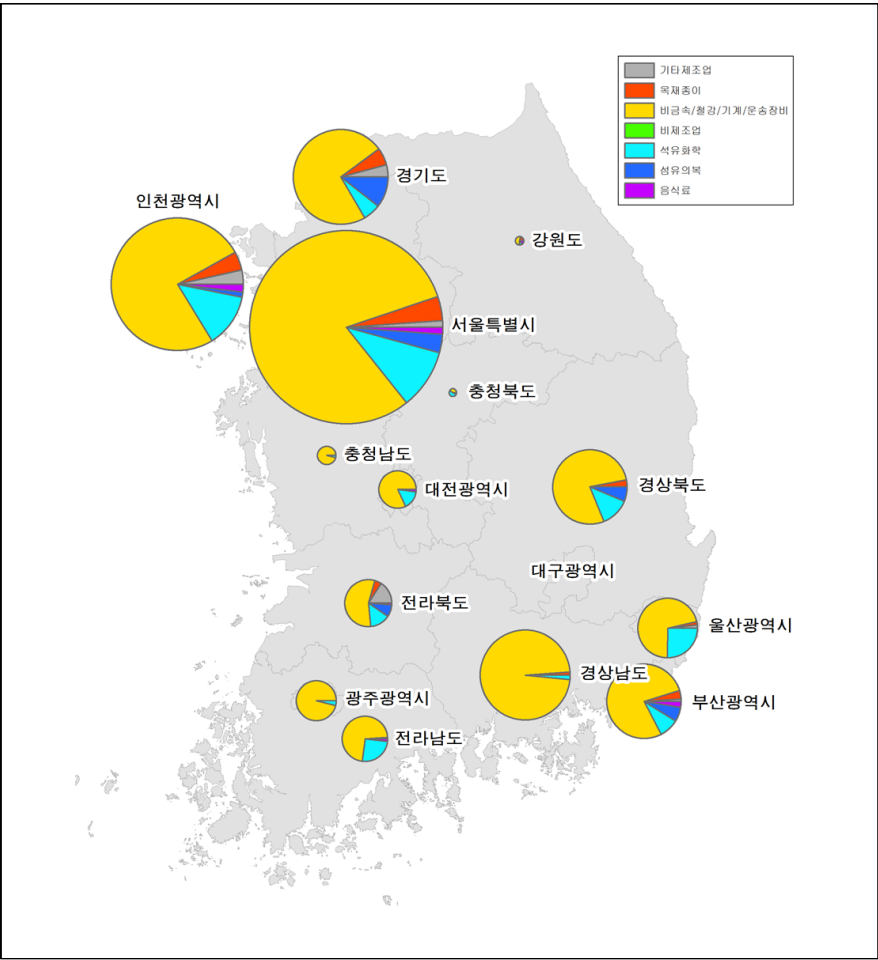 기타제조업
목재종이
비금속/철강/기계/운송장비
비제조업
석유화학
섬유의복
음식료
경기도
인천광역시
강원도
서울특별시
충청북도
충청남도
대전광역시
경상북도
대구광역시
전라북도
울산광역시
경상남도
광주광역시
부산광역시
전라남도